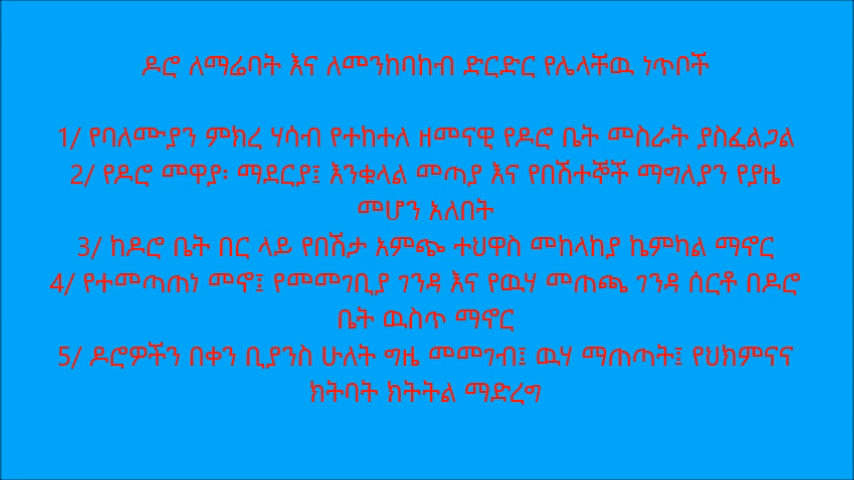 ዶሮ ለማሬባት እና ለመንከባከብ ድርድር የሌላቸዉ ነጥቦች
1/ የባለሙያን ምክረ ሃሳብ የተከተለ ዘመናዊ የዶሮ ቤት መስራት ያስፈልጋል
2/ የዶሮ መዋያ፡ ማደርያ፤ እንቁላል መጣያ እና የበሽተኞች ማግለያን የያዜ
መሆን አለበት
3/ ከዶሮ ቤት በር ላይ የበሽታ አምጭ ተህዋስ መከላከያ ኬምካል ማኖር
4/ የተመጣጠነ መኖ፤ የመመገቢያ ገንዳ እና የዉሃ መጠጫ ገንዳ ሰርቶ በዶሮ
ቤት ዉስጥ ማኖር
5/ ዶሮዎችን በቀን ቢያንስ ሁለት ግዜ መመገብ፤ ዉሃ ማጠጣት፤ የህክምናና
ክትባት ክትትል ማድረግ